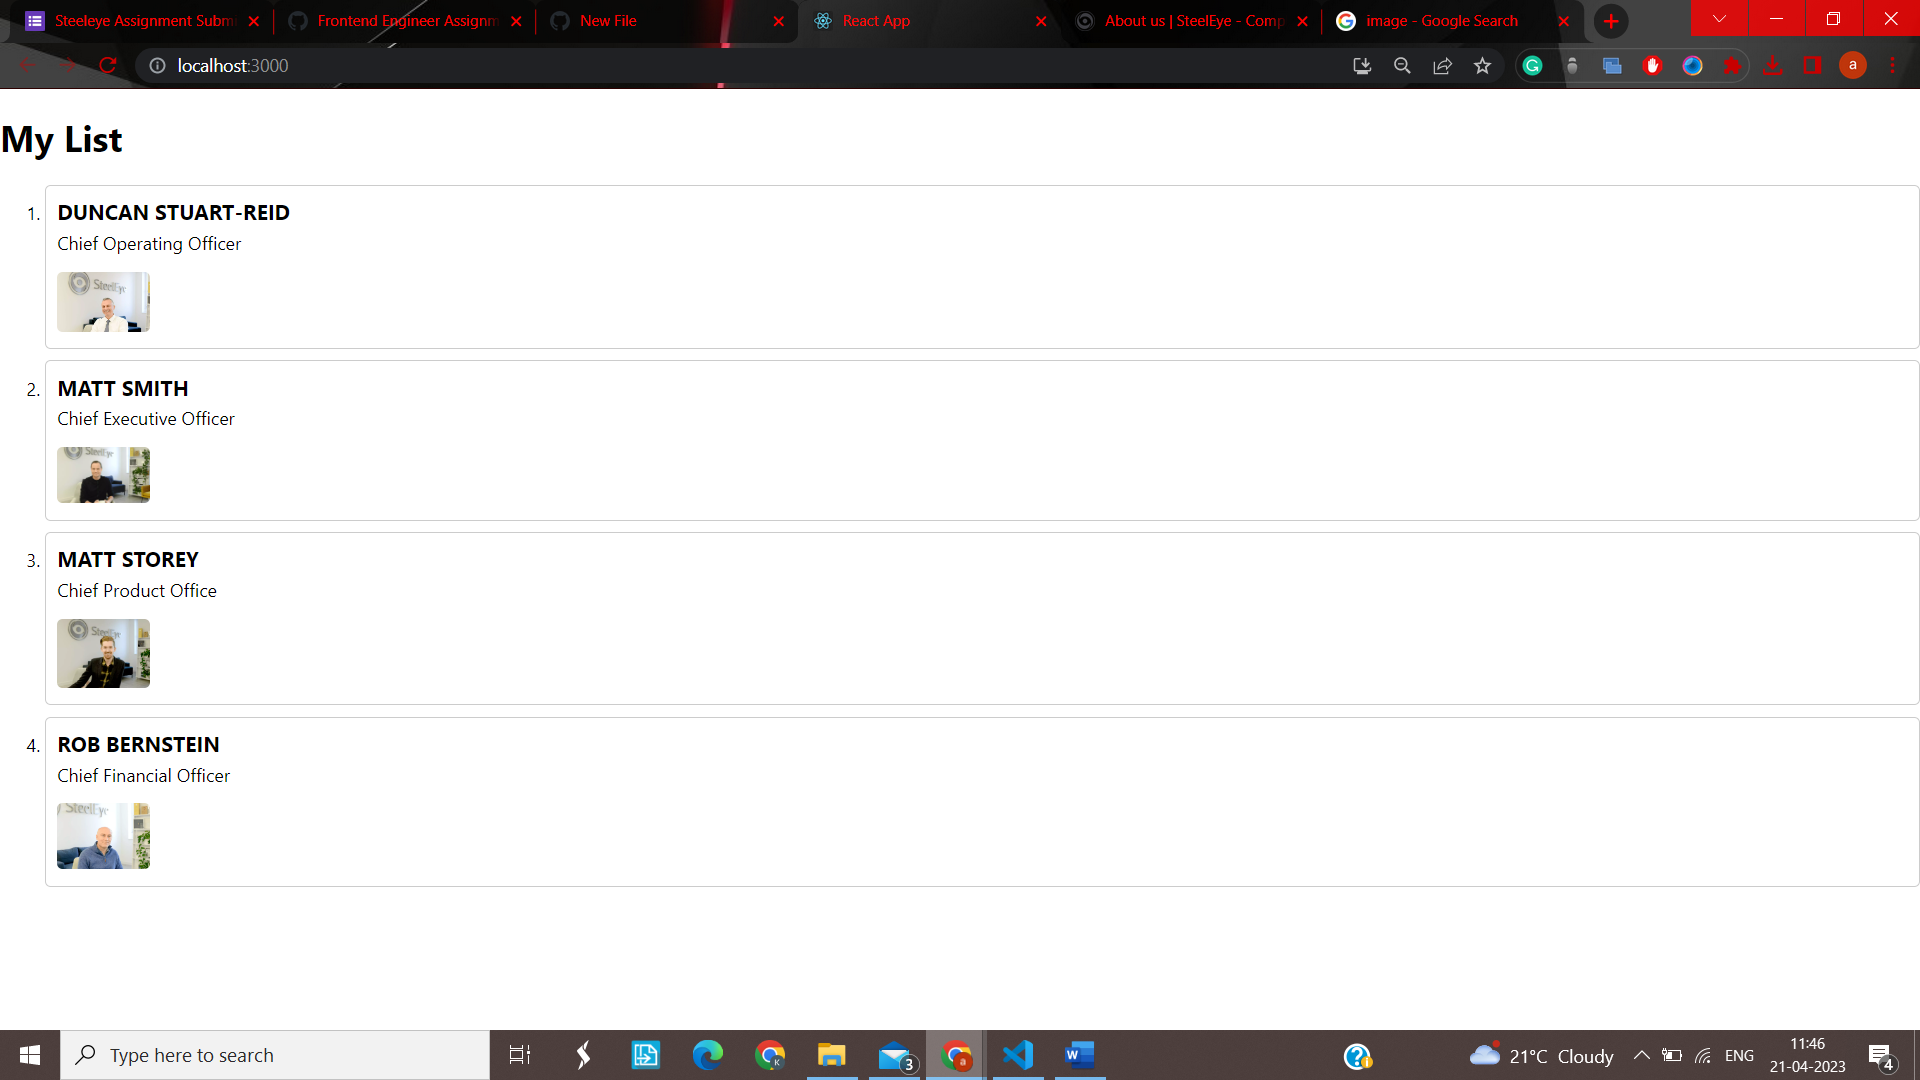 Steeleye Assignment Subm
Frontend Engineer Assignm
New File
React App
About us | SteelEye - Comp
image - Google Search
localhost:3000
a
My List
1. DUNCAN STUART-REID
Chief Operating Officer
SteelEye
2. MATT SMITH
Chief Executive Officer
SteelEye
3. MATT STOREY
Chief Product Office
4. ROB BERNSTEIN
Chief Financial Officer
SteelEye
Type here to search
3
21°C Cloudy
ENG
11:46
21-04-2023
4